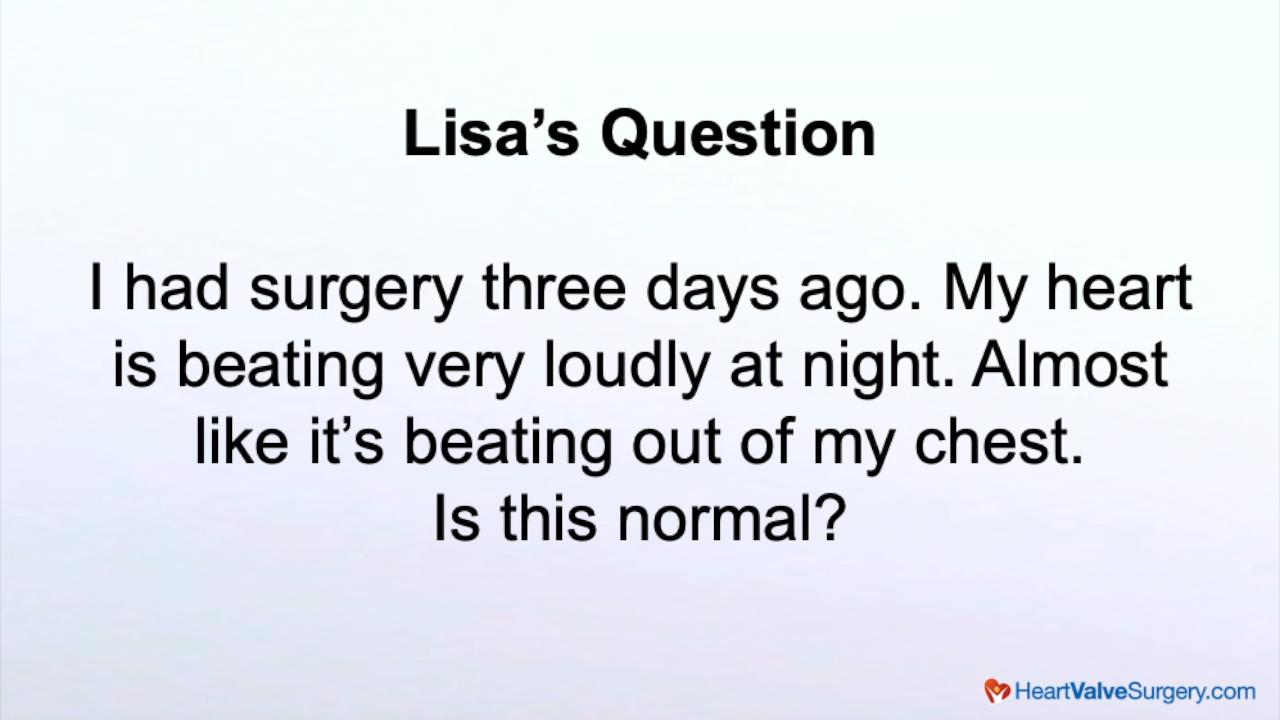 Lisa’s Question
I had surgery three days ago. My heart
is beating very loudly at night. Almost
like it’s beating out of my chest.
Is this normal?
HeartValveSurgery.com